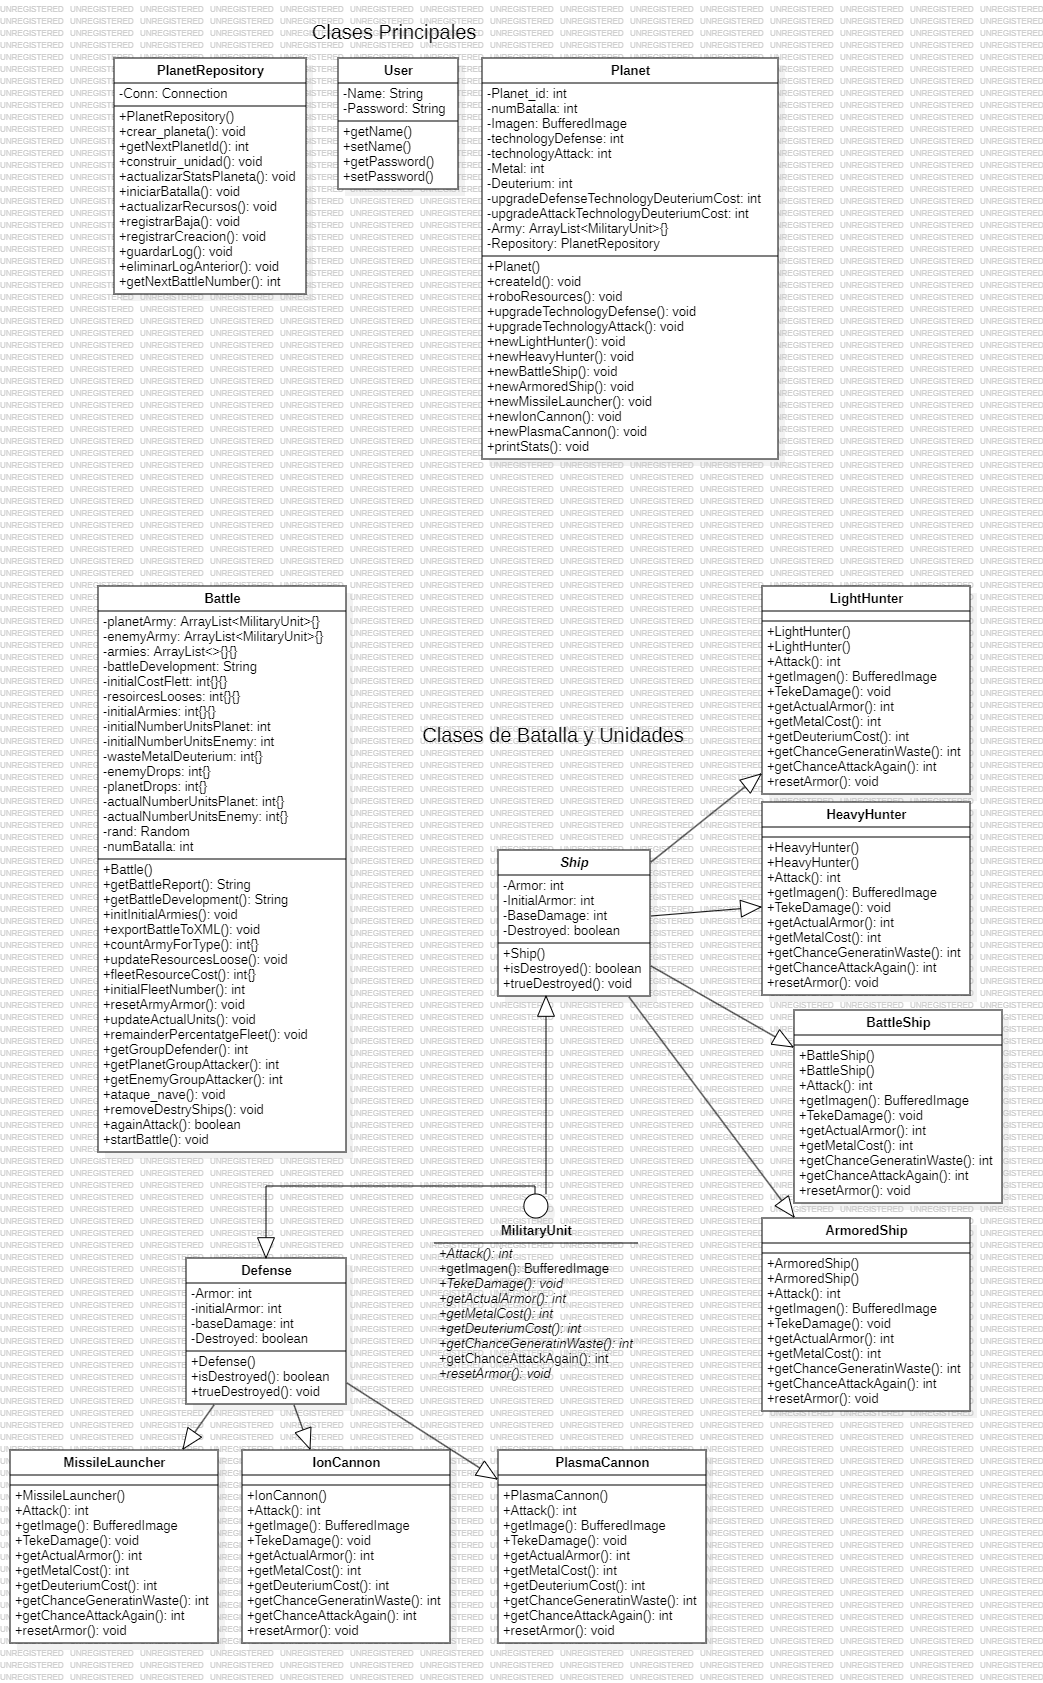 Clases Principales
PlanetRepository
-Conn: Connection
+PlanetRepository()
+crear_planeta(): void
+getNextPlanetId(): int
+construir_unidad(): void
+actualizarStatsPlaneta(): void
+iniciarBatalla(): void
+actualizarRecursos(): void
+registrarBaja(): void
+registrarCreacion(): void
+guardarLog(): void
+eliminarLogAnterior(): void
+getNextBattleNumber(): int
User
-Name: String
-Password: String
+getName()
+setName()
+getPassword()
+setPassword()
Planet
-Planet_id: int
-numBatalla: int
-Imagen: BufferedImage
-technologyDefense: int
-technologyAttack: int
-Metal: int
-Deuterium: int
-upgradeDefenseTechnologyDeuteriumCost: int
-upgradeAttackTechnologyDeuteriumCost: int
-Army: ArrayList<MilitaryUnit>{}
-Repository: PlanetRepository
+Planet()
+createId(): void
+roboResources(): void
+upgradeTechnologyDefense(): void
+upgradeTechnologyAttack(): void
+newLightHunter(): void
+newHeavyHunter(): void
+newBattleShip(): void
+newArmoredShip(): void
+newMissileLauncher(): void
+newIonCannon(): void
+newPlasmaCannon(): void
+printStats(): void
Battle
-planetArmy: ArrayList<MilitaryUnit>{}
-enemyArmy: ArrayList<MilitaryUnit>{}
-armies: ArrayList<>{}{}
-battleDevelopment: String
-initialCostFlett: int{}{}
-resoircesLooses: int{}{}
-initialArmies: int{}{}
-initialNumberUnitsPlanet: int
-initialNumberUnitsEnemy: int
-wasteMetalDeuterium: int{}
-enemyDrops: int{}
-planetDrops: int{}
-actualNumberUnitsPlanet: int{}
-actualNumberUnitsEnemy: int{}
-rand: Random
-numBatalla: int
+Battle()
+getBattleReport(): String
+getBattleDevelopment(): String
+initInitialArmies(): void
+exportBattleToXML(): void
+countArmyForType(): int{}
+updateResourcesLoose(): void
+fleetResourceCost(): int{}
+initialFleetNumber(): int
+resetArmyArmor(): void
+updateActualUnits(): void
+remainderPercentatgeFleet(): void
+getGroupDefender(): int
+getPlanetGroupAttacker(): int
+getEnemyGroupAttacker(): int
+ataque_nave(): void
+removeDestryShips(): void
+againAttack(): boolean
+startBattle(): void
Clases de Batalla y Unidades
LightHunter
+LightHunter()
+LightHunter()
+Attack(): int
+getImagen(): BufferedImage
+TekeDamage(): void
+getActualArmor(): int
+getMetalCost(): int
+getDeuteriumCost(): int
+getChanceGeneratinWaste(): int
+getChanceAttackAgain(): int
+resetArmor(): void
HeavyHunter
+HeavyHunter()
+HeavyHunter()
+Attack(): int
+getImagen(): BufferedImage
+TekeDamage(): void
+getActualArmor(): int
+getMetalCost(): int
+getChanceGeneratinWaste(): int
+getChanceAttackAgain(): int
+resetArmor(): void
Ship
-Armor: int
-InitialArmor: int
-BaseDamage: int
-Destroyed: boolean
+Ship()
+isDestroyed(): boolean
+trueDestroyed(): void
BattleShip
+BattleShip()
+BattleShip()
+Attack(): int
+getImagen(): BufferedImage
+TekeDamage(): void
+getActualArmor(): int
+getMetalCost(): int
+getChanceGeneratinWaste(): int
+getChanceAttackAgain(): int
+resetArmor(): void
MilitaryUnit
+Attack(): int
+getImagen(): BufferedImage
+TekeDamage(): void
+getActualArmor(): int
+getMetalCost(): int
+getDeuteriumCost(): int
+getChanceGeneratinWaste(): int
+getChanceAttackAgain(): int
+resetArmor(): void
ArmoredShip
+ArmoredShip()
+ArmoredShip()
+Attack(): int
+getImagen(): BufferedImage
+TekeDamage(): void
+getActualArmor(): int
+getMetalCost(): int
+getChanceGeneratinWaste(): int
+getChanceAttackAgain(): int
+resetArmor(): void
Defense
-Armor: int
-initialArmor: int
-baseDamage: int
-Destroyed: boolean
+Defense()
+isDestroyed(): boolean
+trueDestroyed(): void
MissileLauncher
+MissileLauncher()
+Attack(): int
+getImage(): BufferedImage
+TekeDamage(): void
+getActualArmor(): int
+getMetalCost(): int
+getDeuteriumCost(): int
+getChanceGeneratinWaste(): int
+getChanceAttackAgain(): int
+resetArmor(): void
IonCannon
+IonCannon()
+Attack(): int
+getImage(): BufferedImage
+TekeDamage(): void
+getActualArmor(): int
+getMetalCost(): int
+getDeuteriumCost(): int
+getChanceGeneratinWaste(): int
+getChanceAttackAgain(): int
+resetArmor(): void
PlasmaCannon
+PlasmaCannon()
+Attack(): int
+getImage(): BufferedImage
+TekeDamage(): void
+getActualArmor(): int
+getMetalCost(): int
+getDeuteriumCost(): int
+getChanceGeneratinWaste(): int
+getChanceAttackAgain(): int
+resetArmor(): void
UNREGISTERED